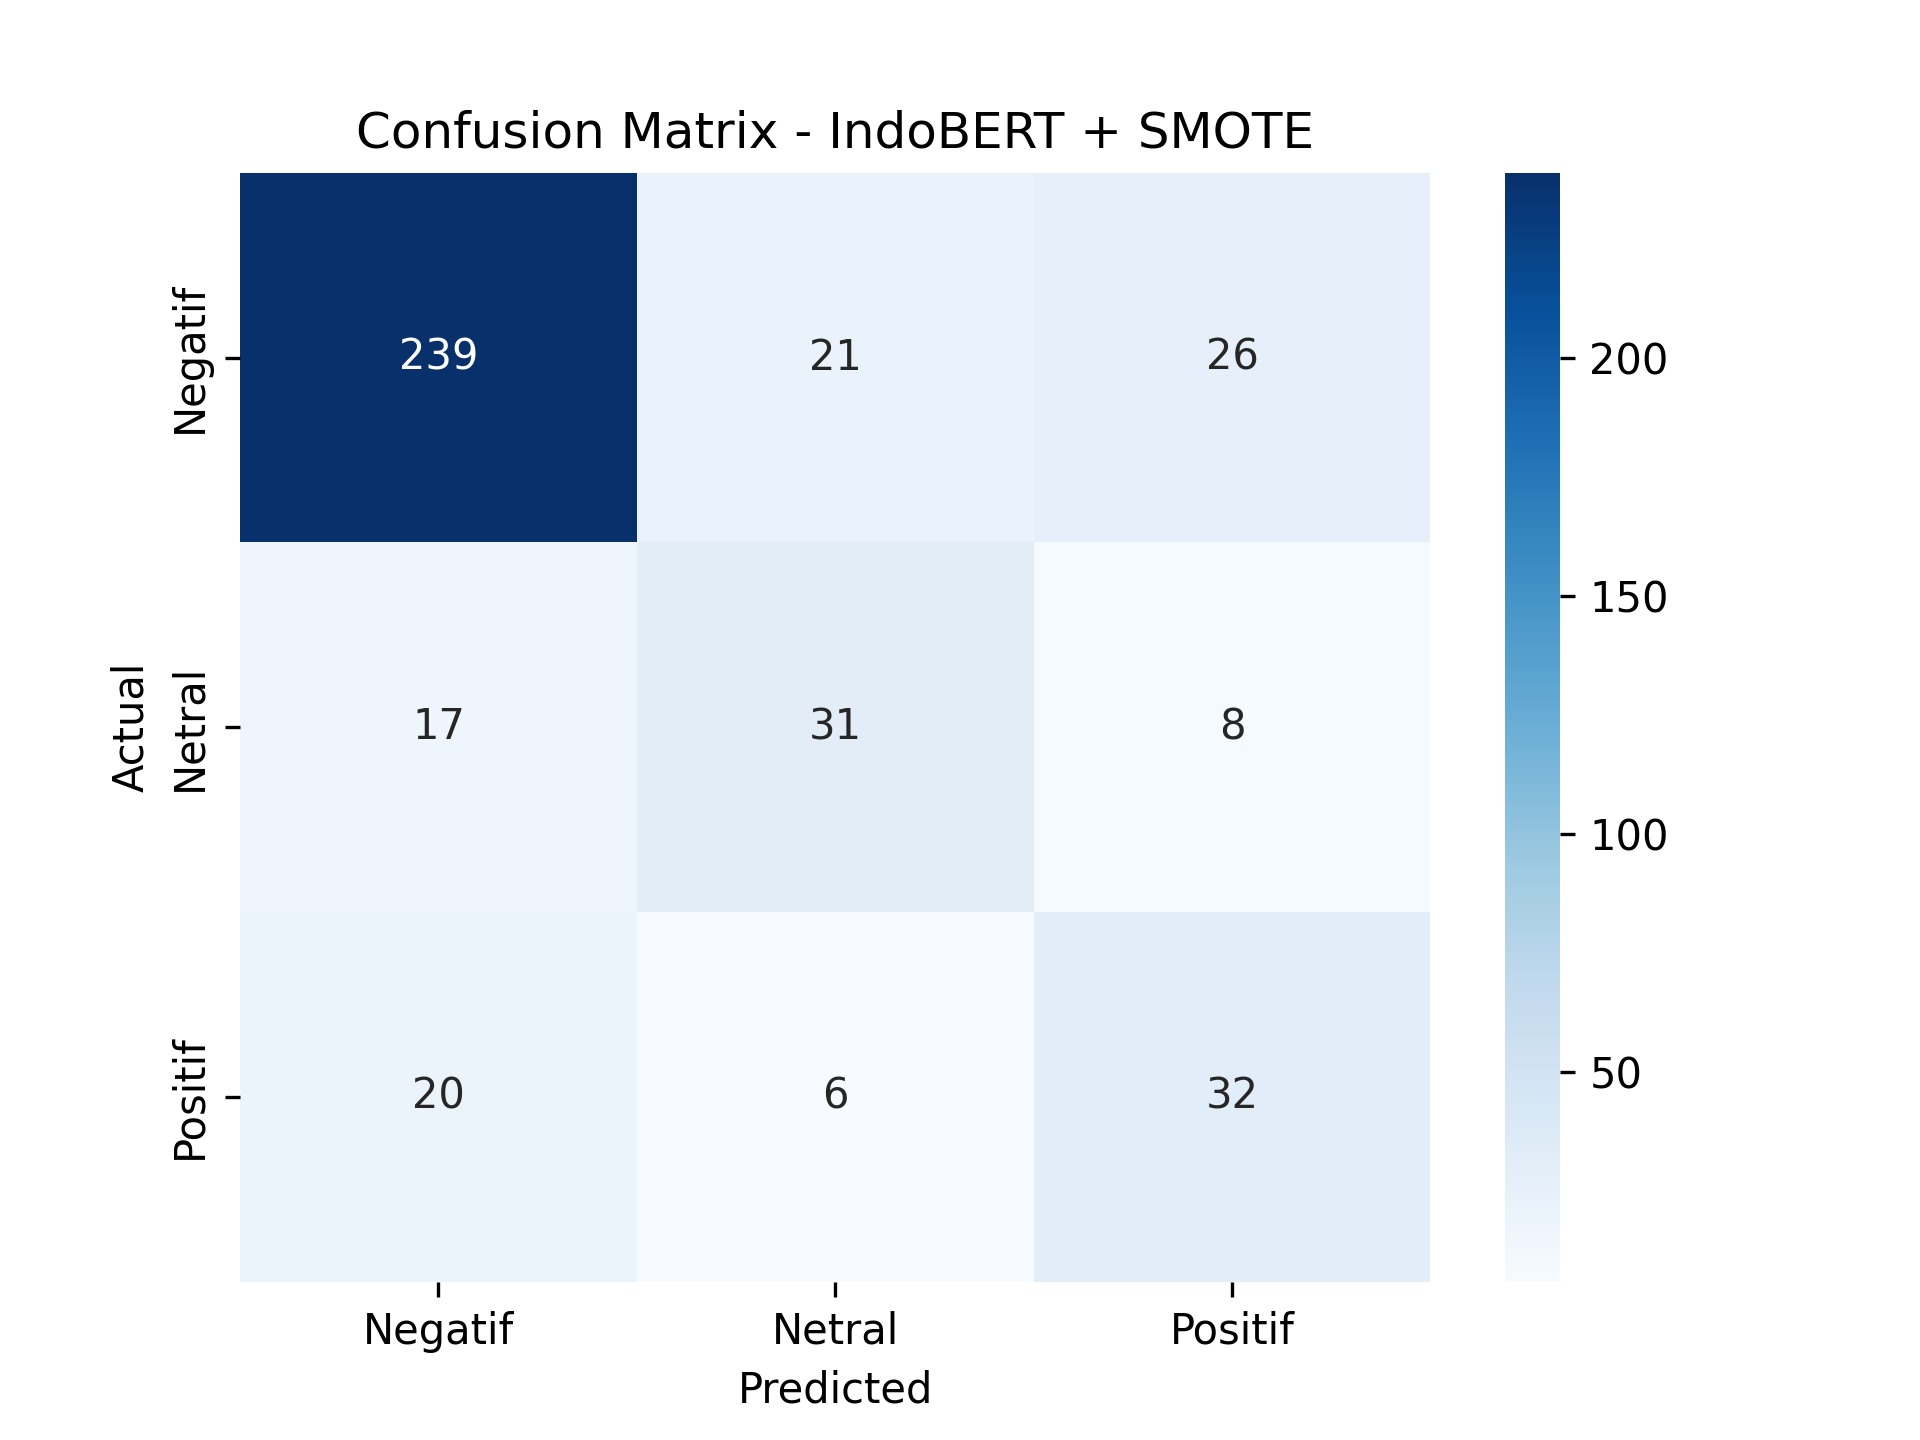 Confusion Matrix - IndoBERT + SMOTE
Actual
Negatif
239
21
26
Netral
17
31
8
Positif
20
6
32
Negatif
Netral
Positif
Predicted
200
150
100
50